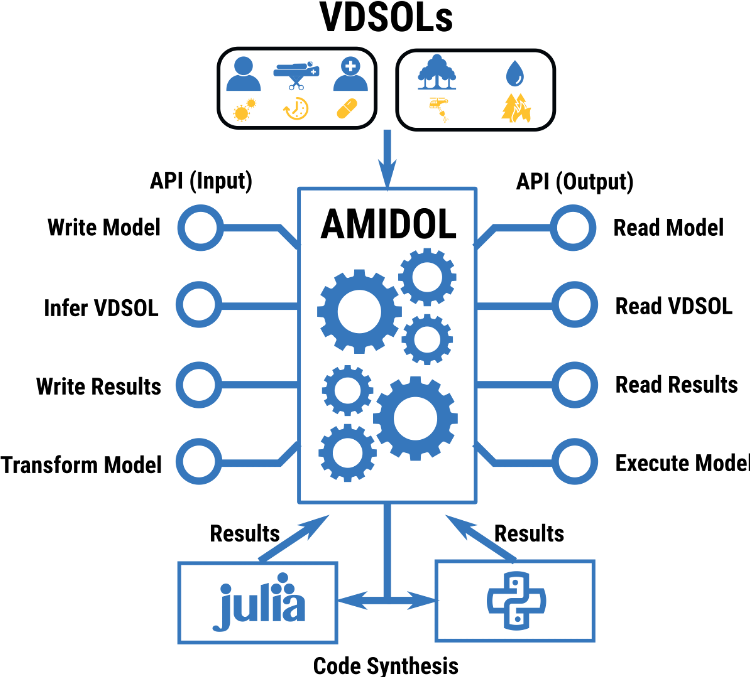 VDSOLs
API (Input)
API (Output)
AMIDOL
Write Model
Read Model
Infer VDSOL
Read VDSOL
Write Results
Read Results
Transform Model
Execute Model
Results
Results
julia
Code Synthesis